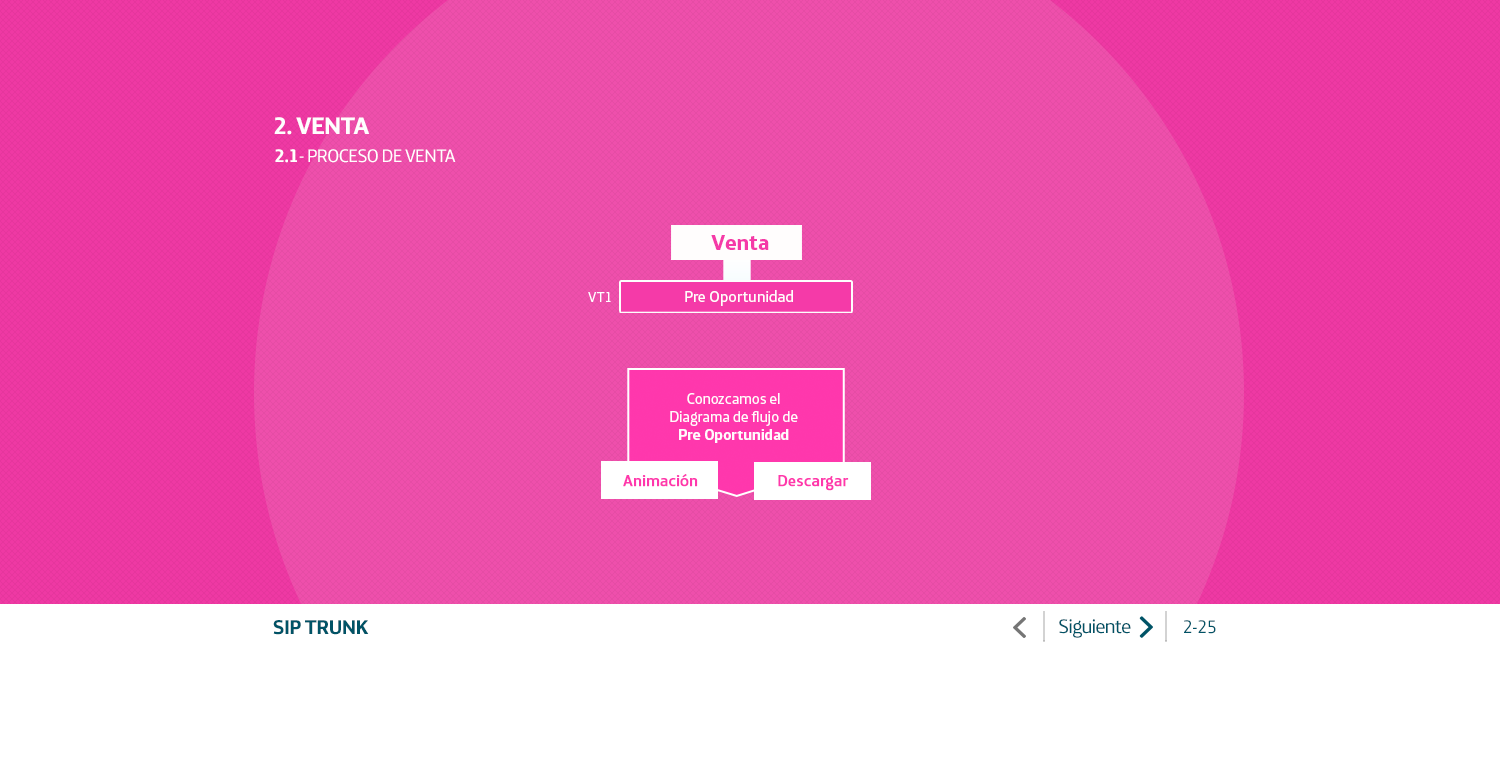 2. VENTA
2.1- PROCESO DE VENTA
Venta
VT1 Pre Oportunidad
Conozcamos el
Diagrama de flujo de
Pre Oportunidad
Animación Descargar
SIP TRUNK Siguiente 2-25